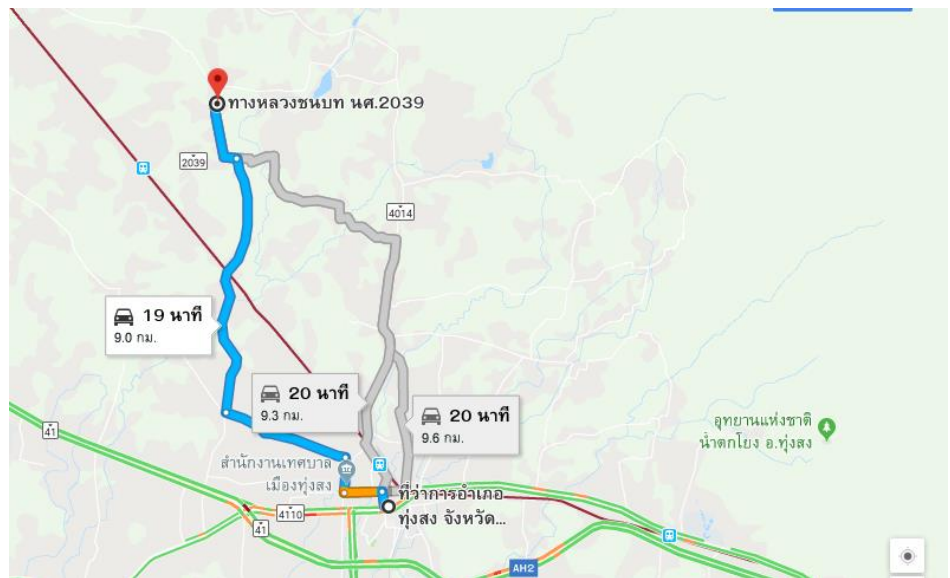 ทางหลวงชนบท นศ.2039
2039
4014
19 นาที
9.0 กม.
20 นาที
9.3 กม.
20 นาที
9.6 กม.
อุทยานแห่งชาติ
น้ำตกโยง อ.ทุ่งสง
41
สำนักงานเทศบาล
เมืองทุ่งสง
ที่ว่าการอำเภอ
ทุ่งสง จังหวัด...
4110
41
AH2